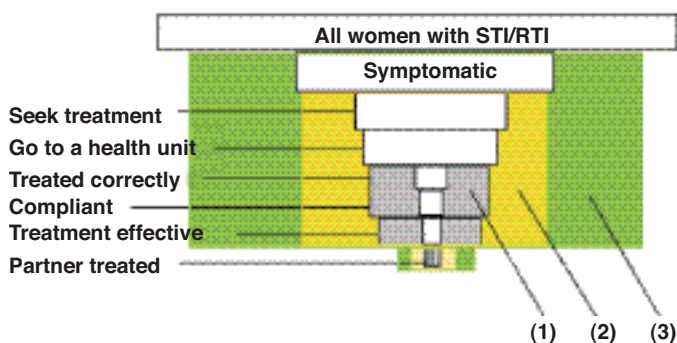 All women with STI/RTI
Symptomatic
Seek treatment
Go to a health unit
Treated correctly
Compliant
Treatment effective
Partner treated
(1) (2) (3)